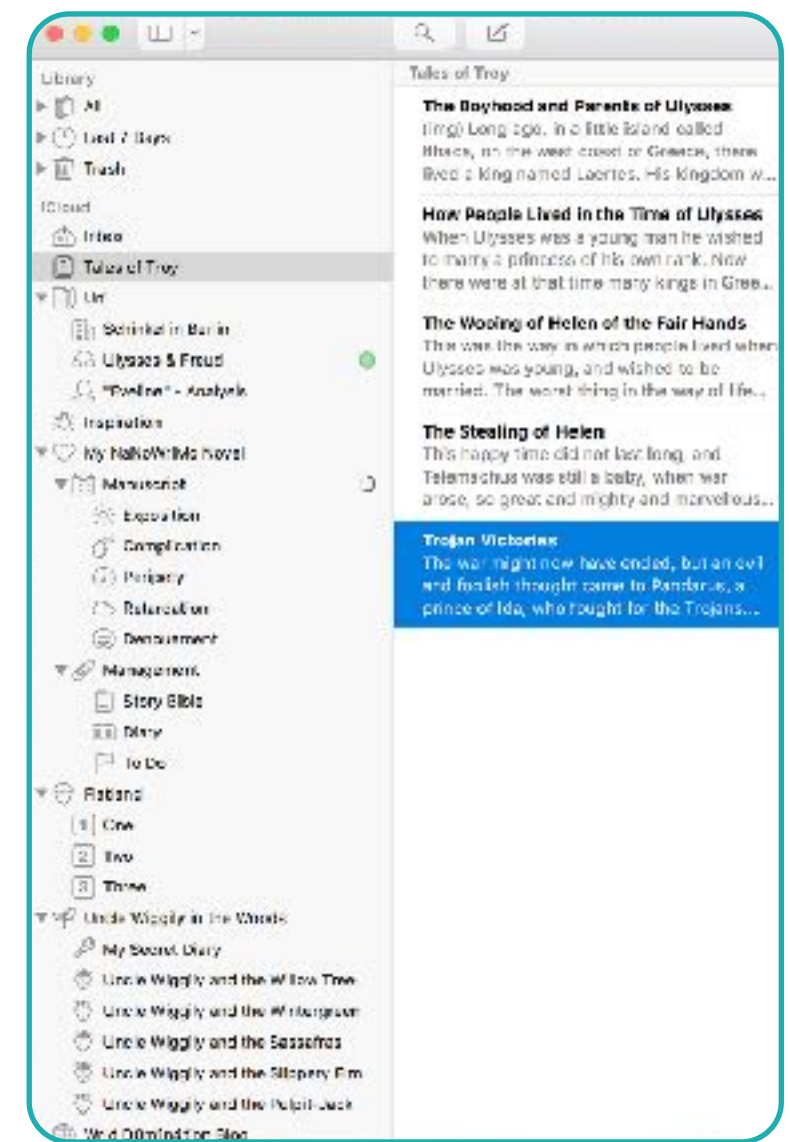 Library
All
Last 7 Days
Trash
iCloud
Inbox
Tales of Troy
Schinkel in Berlin
Ulysses & Freud
"Eveline" - Analysis
Inspiration
My NaNoWriMo Novel
Manuscript
Exposition
Complication
Peripety
Retardation
Denouement
Management
Story Bible
Diary
To Do
Flatland
1 One
2 Two
3 Three
Uncle Wiggily in the Woods
My Secret Diary
Uncle Wiggily and the Willow Tree
Uncle Wiggily and the Wintergreen
Uncle Wiggily and the Sassafras
Uncle Wiggily and the Slippery Elm
Uncle Wiggily and the Pulpit-Jack
Blog
Tales of Troy
The Boyhood and Parents of Ulysses
(img) Long ago, in a little island called
Ithaca, on the west coast of Greece, there
lived a king named Laertes. His kingdom w...
How People Lived in the Time of Ulysses
When Ulysses was a young man he wished
to marry a princess of his own rank. Now
there were at that time many kings in Gree...
The Wooing of Helen of the Fair Hands
This was the way in which people lived when
Ulysses was young, and wished to be
married. The worst thing in the way of life...
The Stealing of Helen
This happy time did not last long, and
Telemachus was still a baby, when war
arose, so great and mighty and marvellous...
Trojan Victories
The war might now have ended, but an evil
and foolish thought came to Pandarus, a
prince of Ida, who fought for the Trojans...